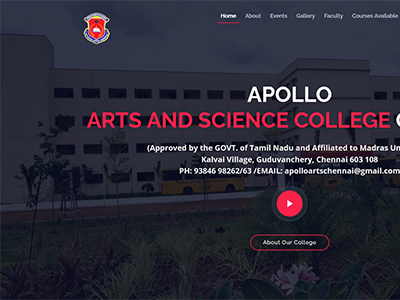 Home About Events Gallery Faculty Courses Available
APOLLO
ARTS AND SCIENCE COLLEGE
(Approved by the GOVT. of Tamil Nadu and Affiliated to Madras Un
Kalvai Village, Guduvanchery, Chennai 603 108
PH: 93846 98262/63 /EMAIL: apolloartschennai@gmail.com
About Our College